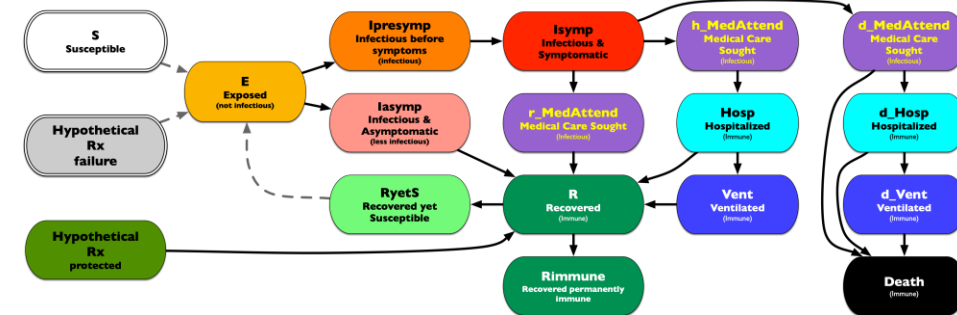 S
Susceptible
Hypothetical
Rx
failure
Hypothetical
Rx
protected
E
Exposed
(not infectious)
Ipresymp
Infectious before
symptoms
(infectious)
Iasymp
Infectious &
Asymptomatic
(less infectious)
RyetS
Recovered yet
Susceptible
Isymp
Infectious &
Symptomatic
r_MedAttend
Medical Care Sought
(Infectious)
R
Recovered
(Immune)
Rimmune
Recovered permanently
immune
h_MedAttend
Medical Care
Sought
(Infectious)
Hosp
Hospitalized
(Immune)
Vent
Ventilated
(Immune)
d_MedAttend
Medical Care
Sought
(Infectious)
d_Hosp
Hospitalized
(Immune)
d_Vent
Ventilated
(Immune)
Death
(Immune)